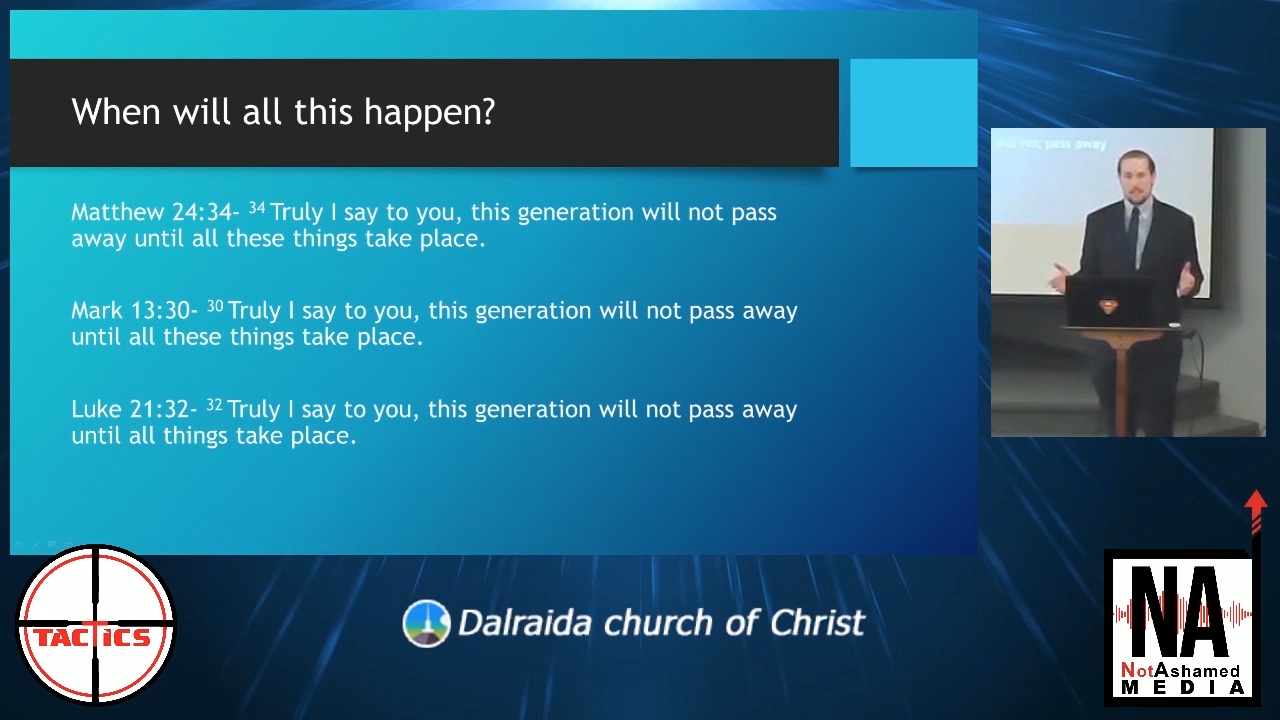 When will all this happen?
Matthew 24:34- ³⁴ Truly I say to you, this generation will not pass
away until all these things take place.
Mark 13:30- ³⁰ Truly I say to you, this generation will not pass away
until all these things take place.
Luke 21:32- ³² Truly I say to you, this generation will not pass away
until all things take place.
pass away
TACTICS
Dalraida church of Christ
NA
NotAshamed
MEDIA